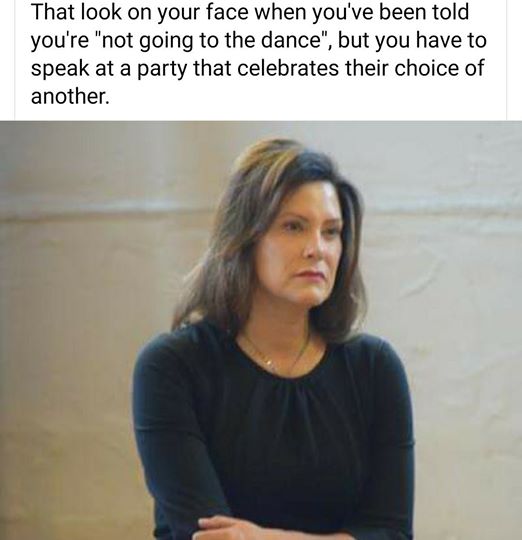 That look on your face when you've been told
you're "not going to the dance", but you have to
speak at a party that celebrates their choice of
another.